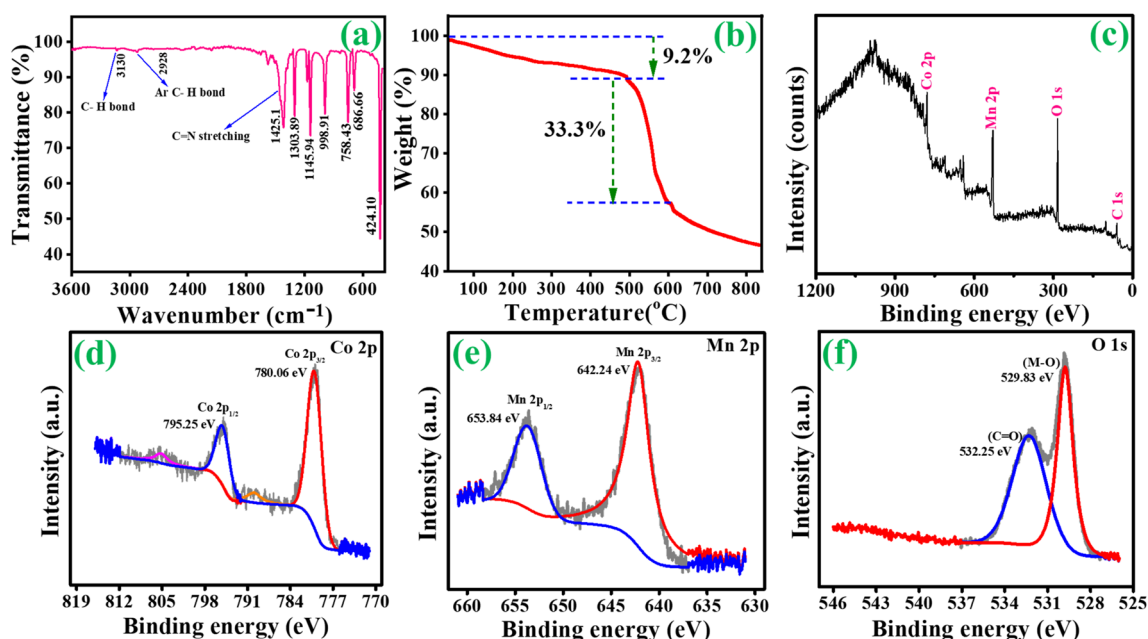 (a)
Transmittance (%)
100
90
80
70
60
50
40
3130
2928
C- H bond
Ar C- H bond
C=N stretching
1425.1
1303.89
1145.94
998.91
758.43
686.66
424.10
3600
3000
2400
1800
1200
600
Wavenumber (cm⁻¹)
(b)
Weight (%)
100
90
80
70
60
50
40
9.2%
33.3%
0 100 200 300 400 500 600 700 800
Temperature(°C)
(c)
Intensity (counts)
Co 2p
Mn 2p
O 1s
C 1s
1200
900
600
300
0
Binding energy (eV)
(d)
Co 2p
Co 2p3/2
780.06 eV
Co 2p1/2
795.25 eV
Intensity (a.u.)
819 812 805 798 791 784 777 770
Binding energy (eV)
(e)
Mn 2p
Mn 2p3/2
642.24 eV
Mn 2p1/2
653.84 eV
Intensity (a.u.)
660 655 650 645 640 635 630
Binding energy (eV)
(f)
O 1s
(M-O)
529.83 eV
(C=O)
532.25 eV
Intensity (a.u.)
546 543 540 537 534 531 528 525
Binding energy (eV)